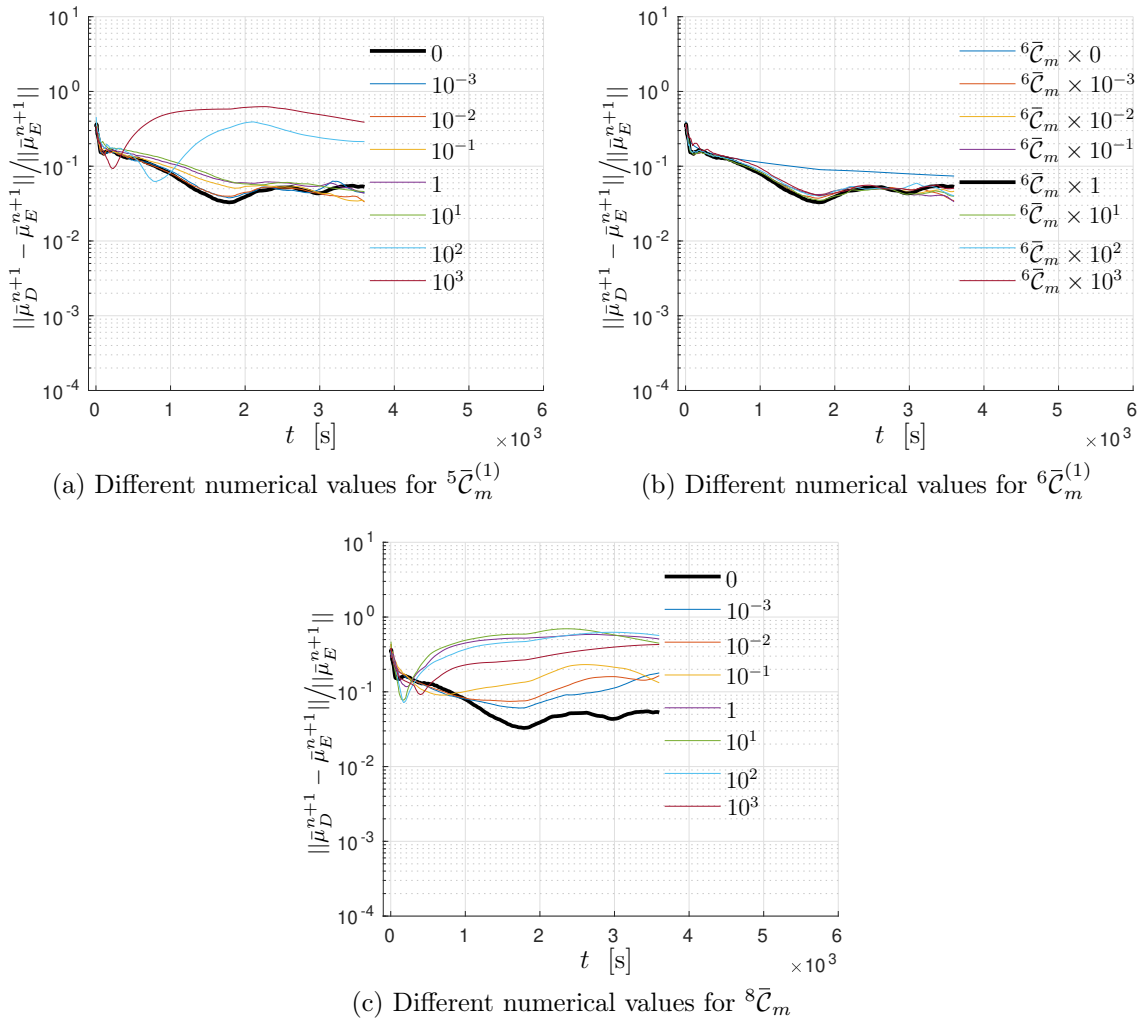 10^1
10^0
10^-1
10^-2
10^-3
10^-4
||μ̄_D^{n+1} − μ̄_E^{n+1}||/||μ̄_E^{n+1}||
0
10^-3
10^-2
10^-1
1
10^1
10^2
10^3
0 1 2 3 4 5 6
t [s]
×10^3
(a) Different numerical values for ^5C̄_m^(1)
10^1
10^0
10^-1
10^-2
10^-3
10^-4
||μ̄_D^{n+1} − μ̄_E^{n+1}||/||μ̄_E^{n+1}||
^6C̄_m × 0
^6C̄_m × 10^-3
^6C̄_m × 10^-2
^6C̄_m × 10^-1
^6C̄_m × 1
^6C̄_m × 10^1
^6C̄_m × 10^2
^6C̄_m × 10^3
0 1 2 3 4 5 6
t [s]
×10^3
(b) Different numerical values for ^6C̄_m^(1)
10^1
10^0
10^-1
10^-2
10^-3
10^-4
||μ̄_D^{n+1} − μ̄_E^{n+1}||/||μ̄_E^{n+1}||
0
10^-3
10^-2
10^-1
1
10^1
10^2
10^3
0 1 2 3 4 5 6
t [s]
×10^3
(c) Different numerical values for ^8C̄_m